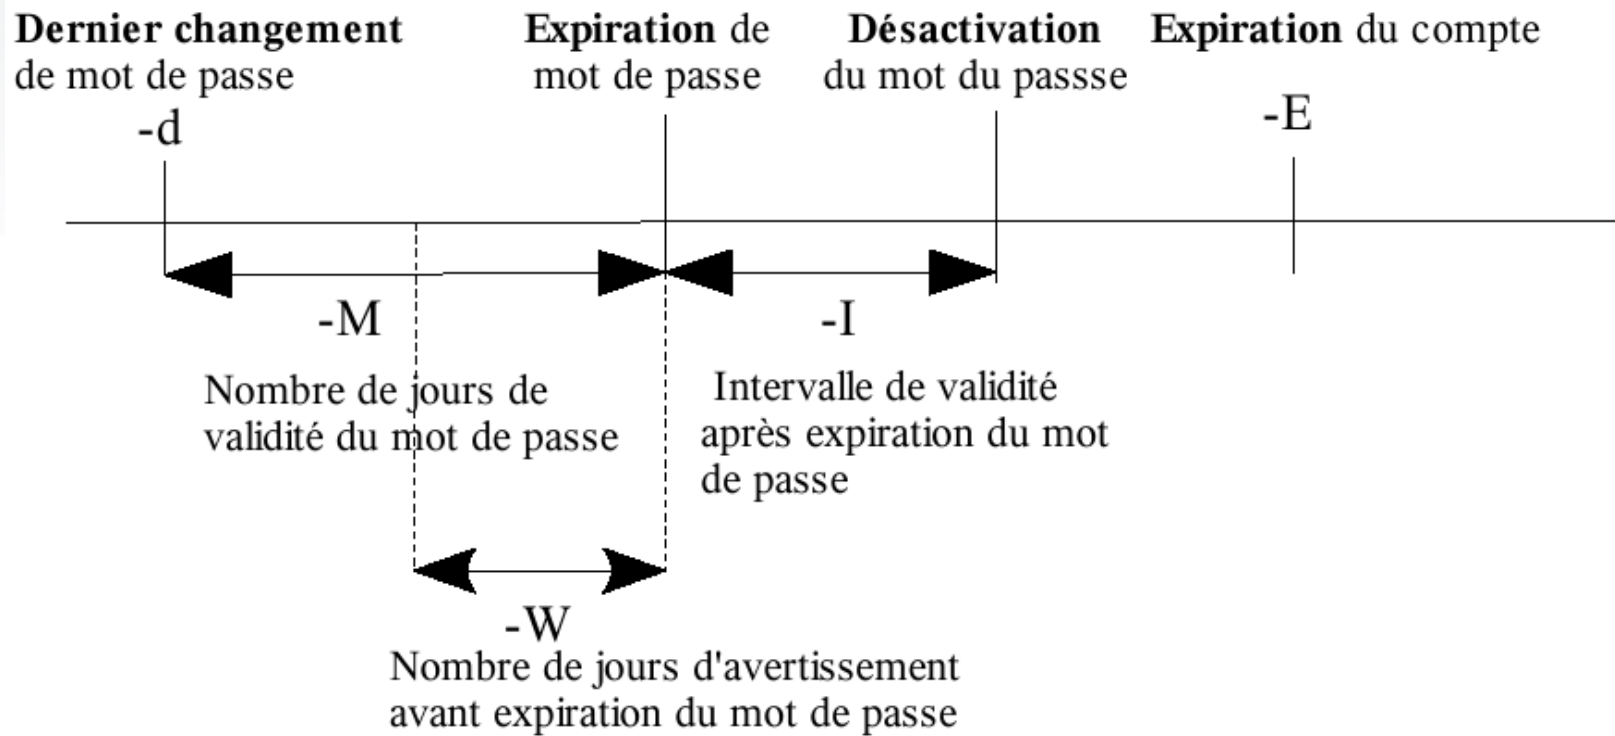 Dernier changement
de mot de passe
-d
Expiration de
mot de passe
Désactivation
du mot du passse
Expiration du compte
-E
-M
Nombre de jours de
validité du mot de passe
-I
Intervalle de validité
après expiration du mot
de passe
-W
Nombre de jours d'avertissement
avant expiration du mot de passe